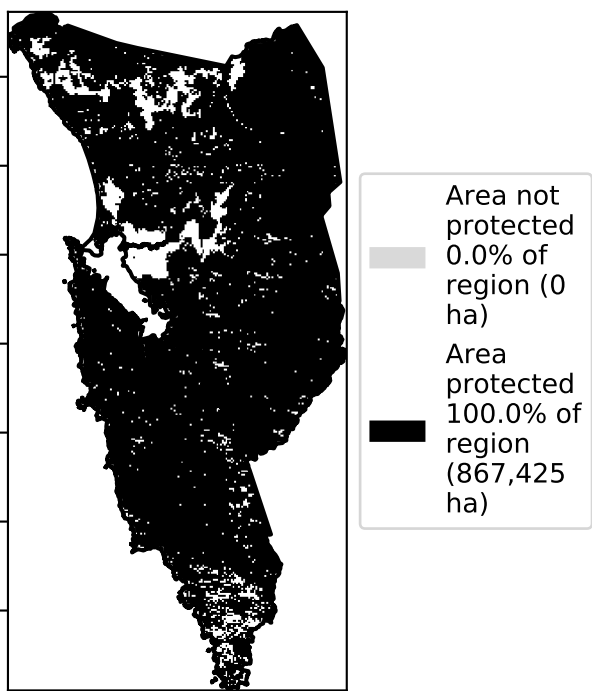 Area not
protected
0.0% of
region (0
ha)
Area
protected
100.0% of
region
(867,425
ha)